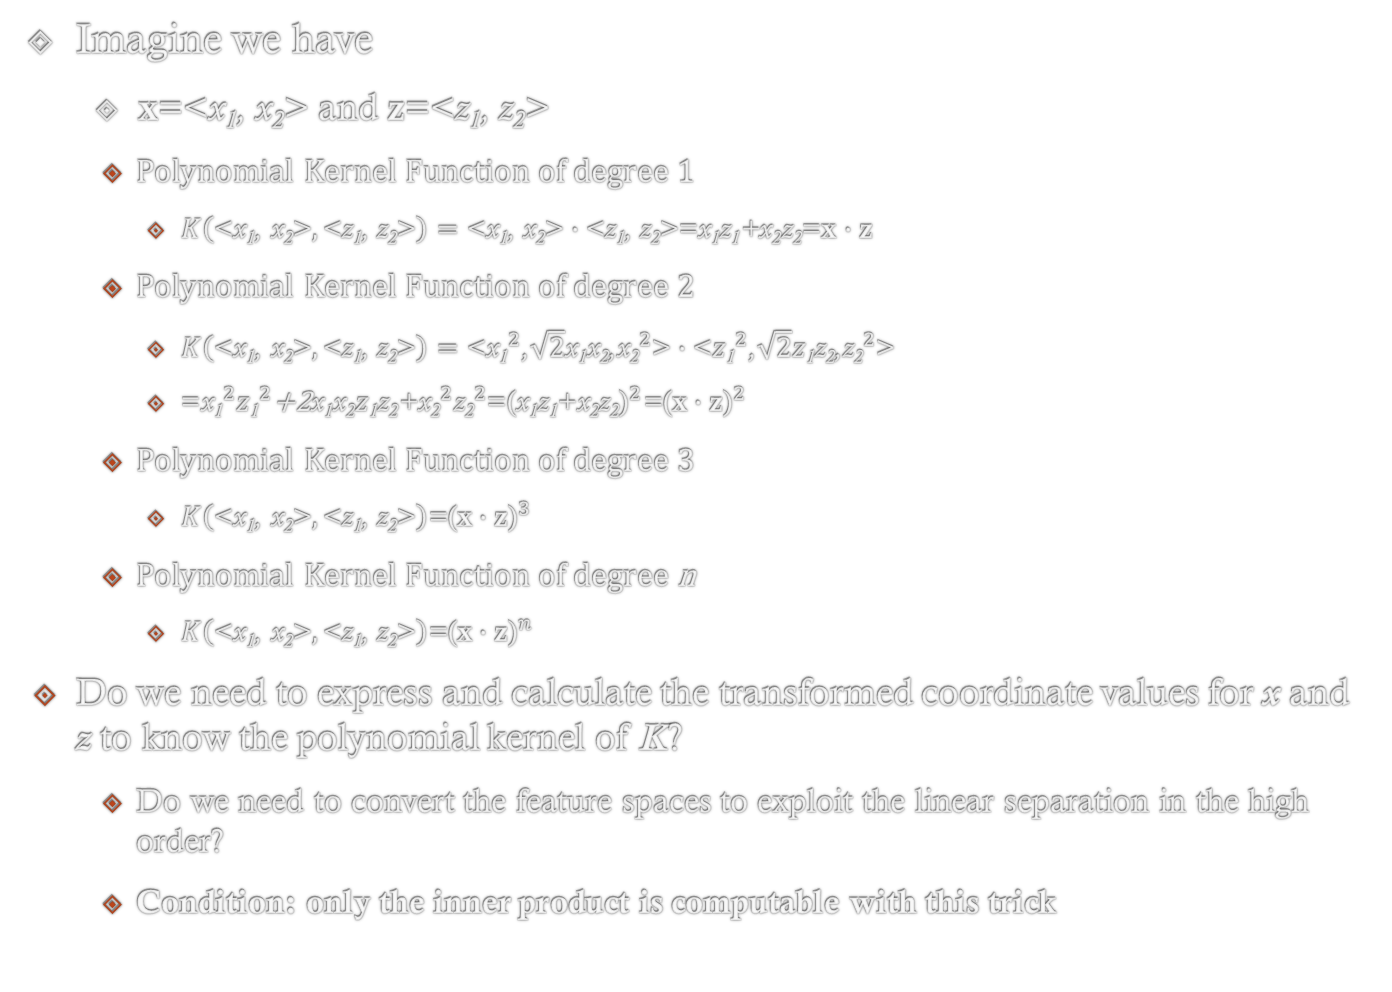 Imagine we have
x=<x₁, x₂> and z=<z₁, z₂>
Polynomial Kernel Function of degree 1
K(<x₁, x₂>, <z₁, z₂>) = <x₁, x₂> · <z₁, z₂>=x₁z₁+x₂z₂=x · z
Polynomial Kernel Function of degree 2
K(<x₁, x₂>, <z₁, z₂>) = <x₁²,√2x₁x₂,x₂²> · <z₁²,√2z₁z₂,z₂²>
=x₁²z₁²+2x₁x₂z₁z₂+x₂²z₂²=(x₁z₁+x₂z₂)²=(x · z)²
Polynomial Kernel Function of degree 3
K(<x₁, x₂>, <z₁, z₂>)=(x · z)³
Polynomial Kernel Function of degree n
K(<x₁, x₂>, <z₁, z₂>)=(x · z)ⁿ
Do we need to express and calculate the transformed coordinate values for x and
z to know the polynomial kernel of K?
Do we need to convert the feature spaces to exploit the linear separation in the high
order?
Condition: only the inner product is computable with this trick